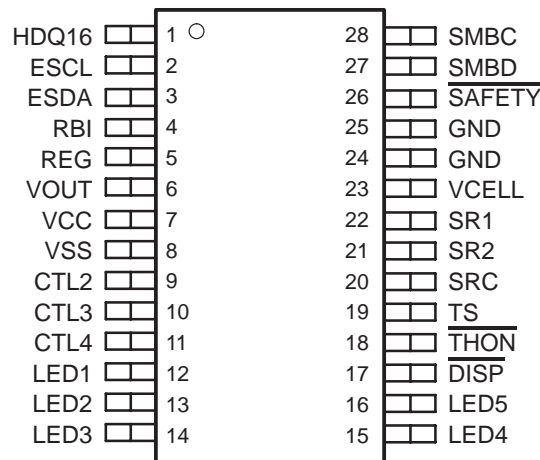 HDQ16 1 28 SMBC
ESCL 2 27 SMBD
ESDA 3 26 SAFETY
RBI 4 25 GND
REG 5 24 GND
VOUT 6 23 VCELL
VCC 7 22 SR1
VSS 8 21 SR2
CTL2 9 20 SRC
CTL3 10 19 TS
CTL4 11 18 THON
LED1 12 17 DISP
LED2 13 16 LED5
LED3 14 15 LED4